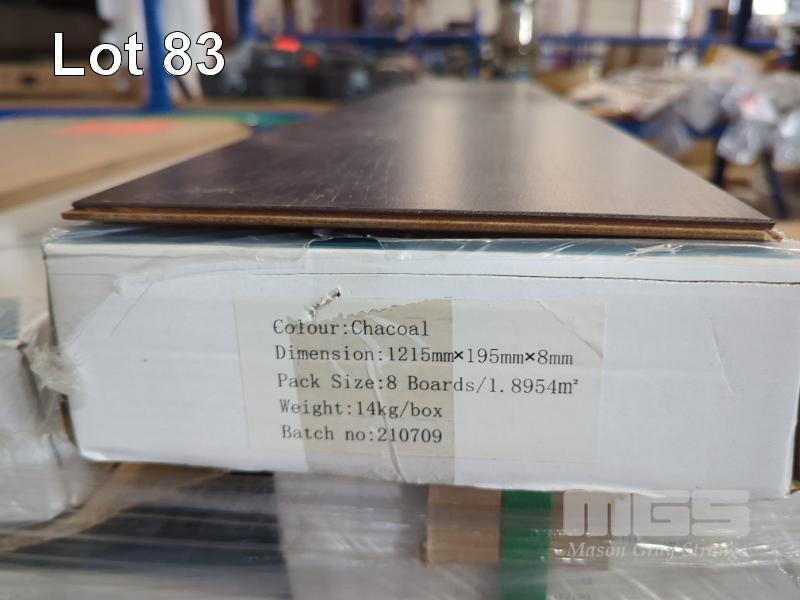 Lot 83
Colour:Chacoal
Dimension:1215mm×195mm×8mm
Pack Size:8 Boards/1.8954m²
Weight:14kg/box
Batch no:210709
MGS
Mason Gray Strange